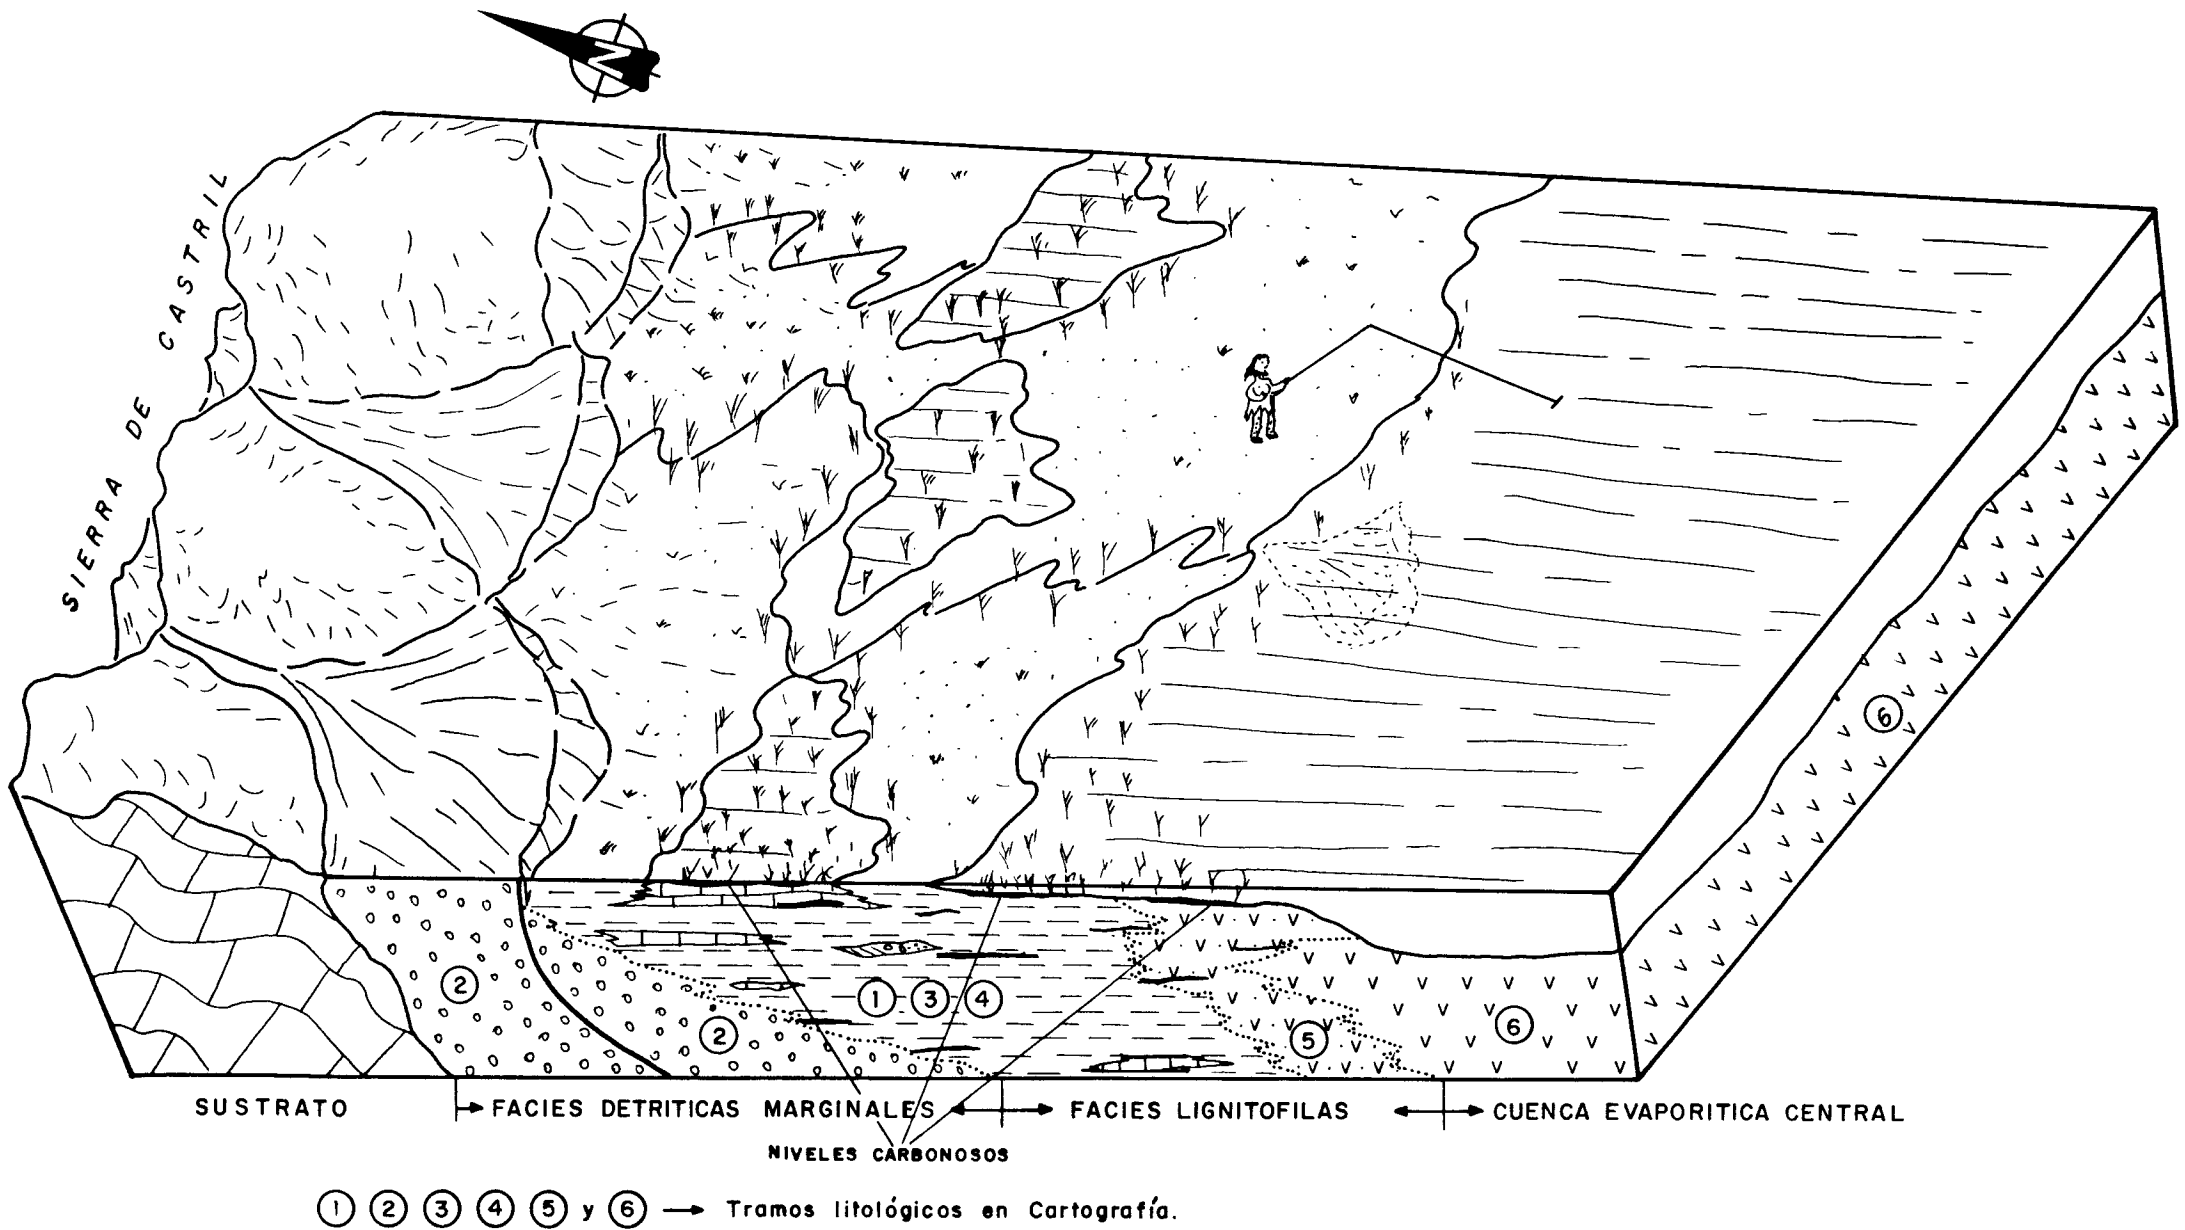 N
SIERRA DE CASTRIL
6
2
1 3 4
2
5
6
SUSTRATO
FACIES DETRITICAS MARGINALES
FACIES LIGNITOFILAS
CUENCA EVAPORITICA CENTRAL
NIVELES CARBONOSOS
1 2 3 4 5 y 6 → Tramos litológicos en Cartografía.